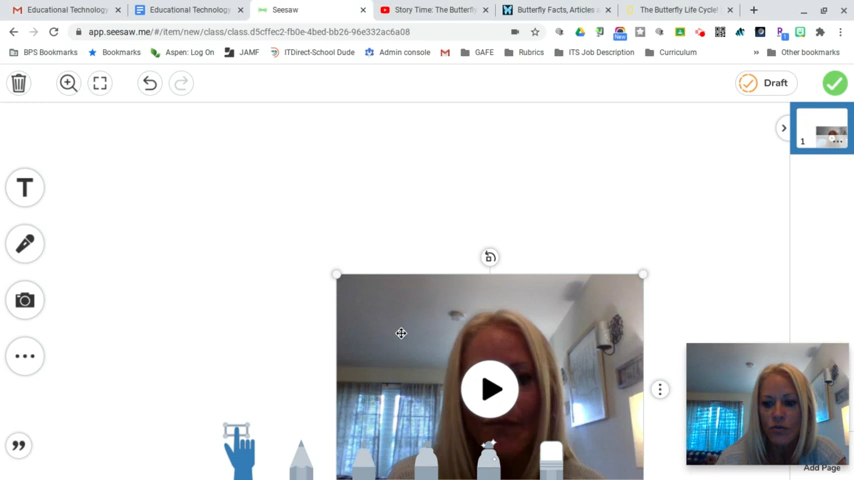 Educational Technology
Educational Technology
Seesaw
Story Time: The Butterfly
Butterfly Facts, Articles
The Butterfly Life Cycle!
app.seesaw.me/#/item/new/class/class.d5cffec2-fb0e-4bed-bb26-96e332ac6a08
New
BPS Bookmarks
Bookmarks
Aspen: Log On
JAMF
ITDirect-School Dude
Admin console
GAFE
Rubrics
ITS Job Description
Curriculum
»
Other bookmarks
Draft
1
T
Add Page